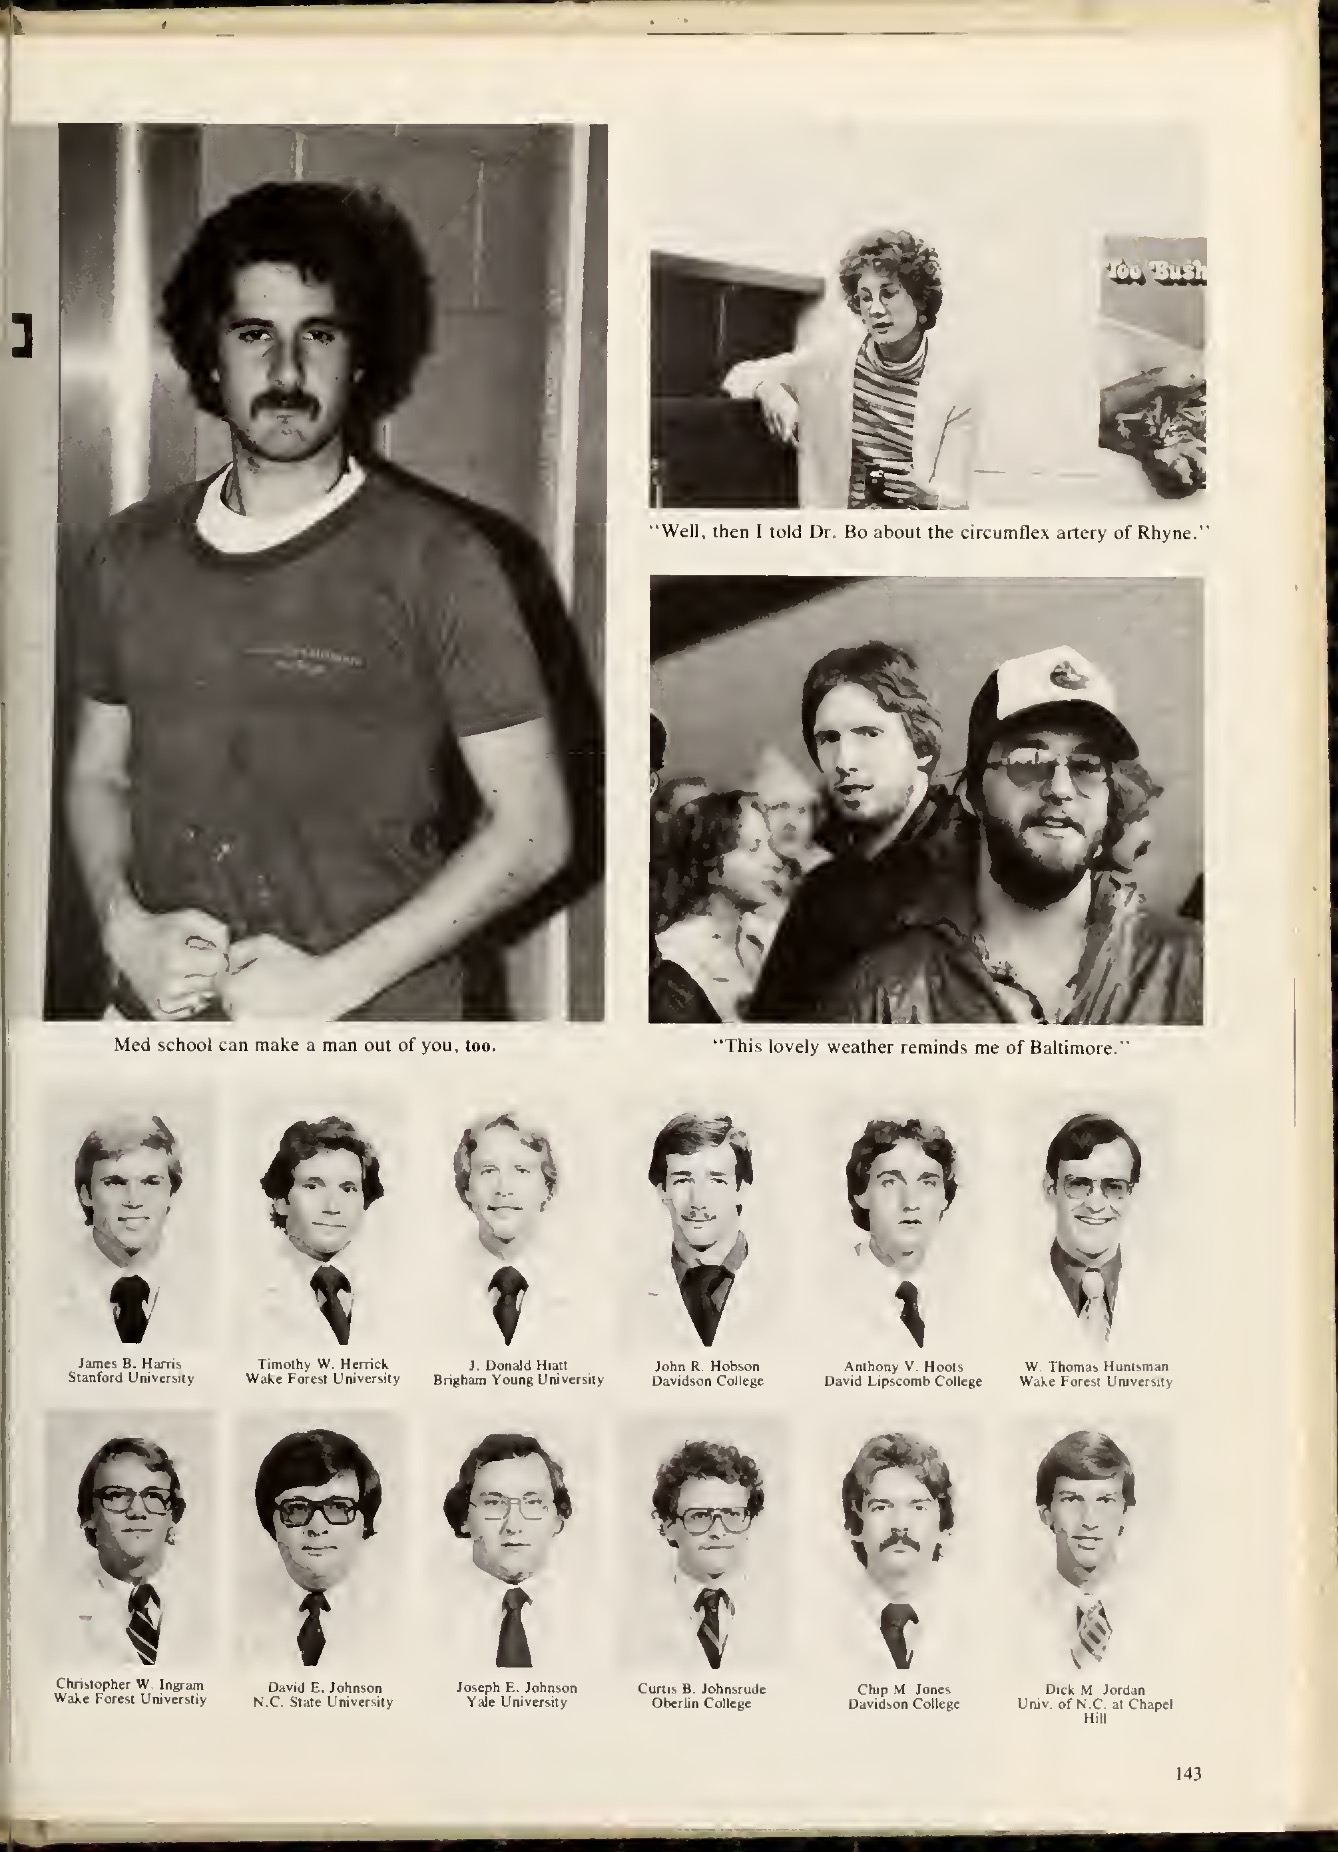 Too Bush
"Well, then I told Dr. Bo about the circumflex artery of Rhyne."
Med school can make a man out of you, too.
"This lovely weather reminds me of Baltimore."
James B. Harris
Stanford University
Timothy W. Herrick
Wake Forest University
J. Donald Hiatt
Brigham Young University
John R. Hobson
Davidson College
Anthony V. Hoots
David Lipscomb College
W. Thomas Huntsman
Wake Forest University
Christopher W. Ingram
Wake Forest Universtiy
David E. Johnson
N.C. State University
Joseph E. Johnson
Yale University
Curtis B. Johnsrude
Oberlin College
Chip M. Jones
Davidson College
Dick M. Jordan
Univ. of N.C. at Chapel
Hill
143